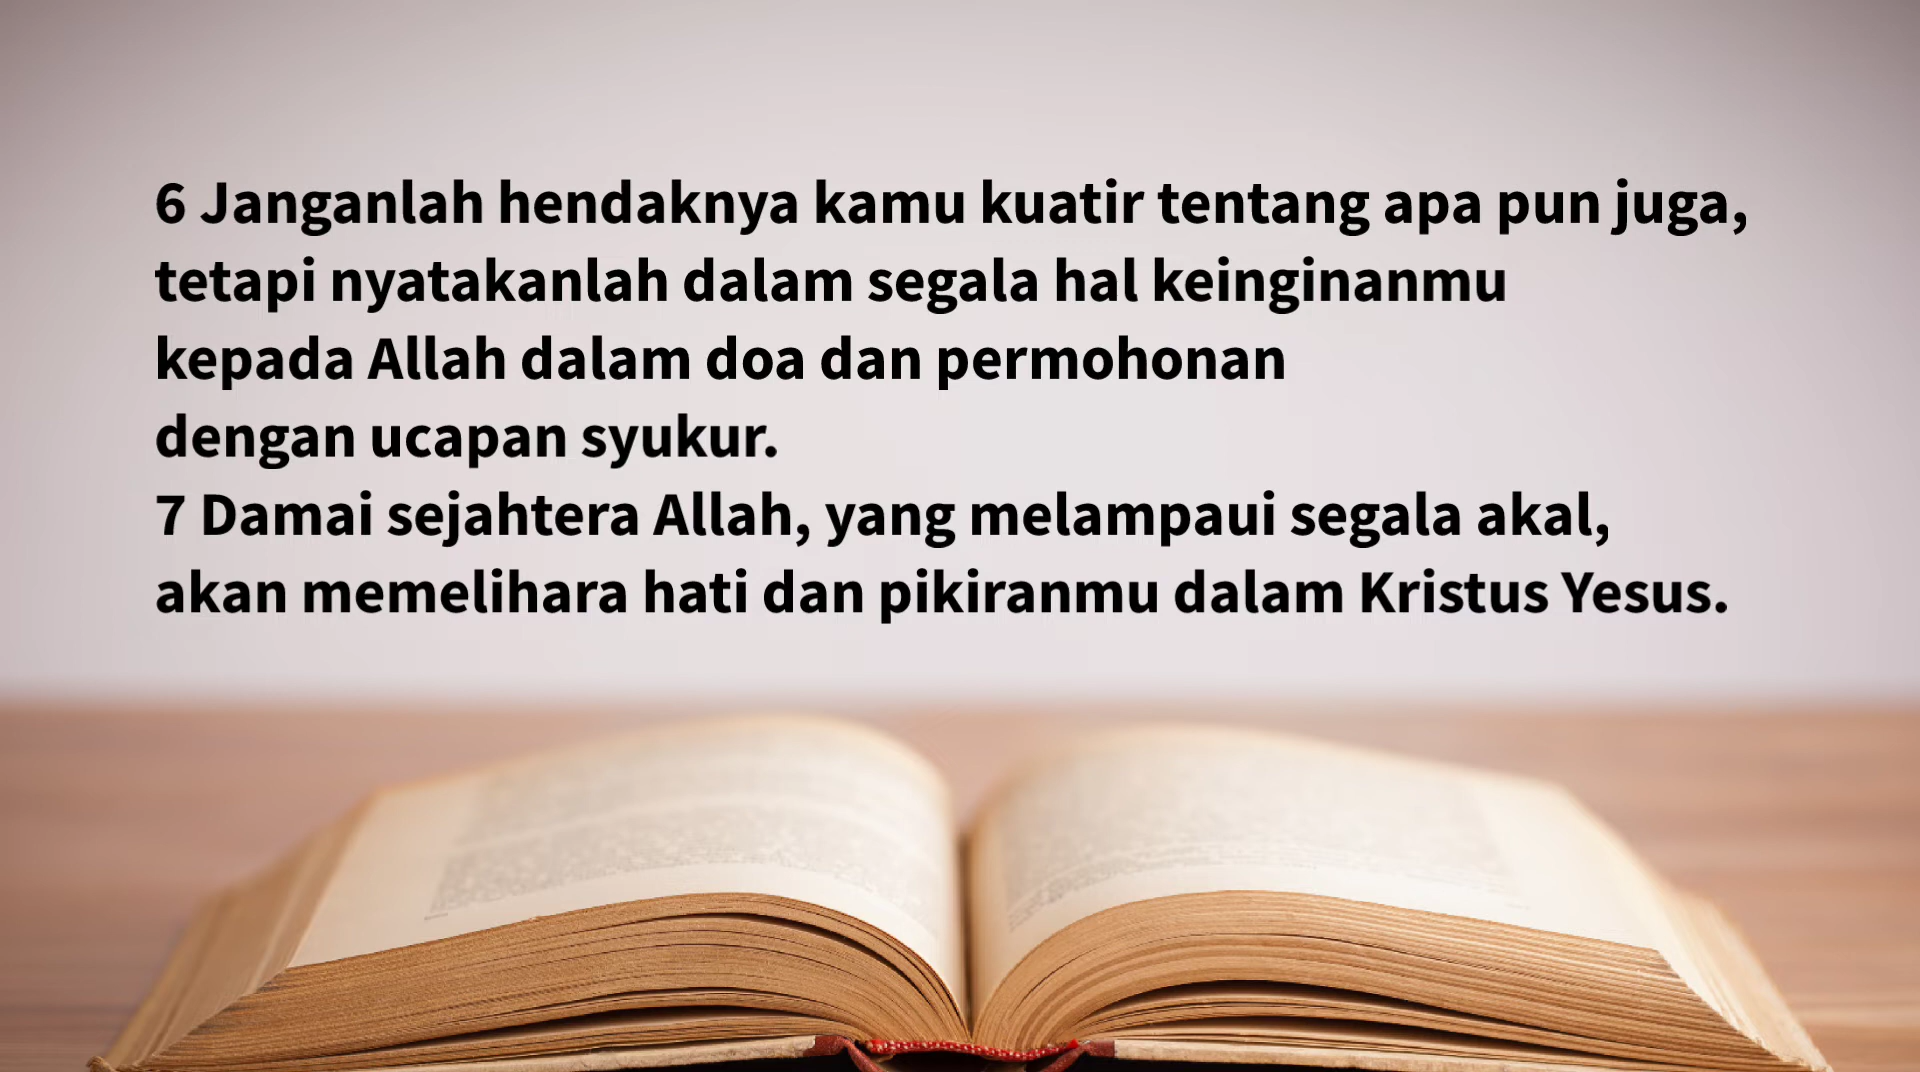 6 Janganlah hendaknya kamu kuatir tentang apa pun juga,
tetapi nyatakanlah dalam segala hal keinginanmu
kepada Allah dalam doa dan permohonan
dengan ucapan syukur.
7 Damai sejahtera Allah, yang melampaui segala akal,
akan memelihara hati dan pikiranmu dalam Kristus Yesus.